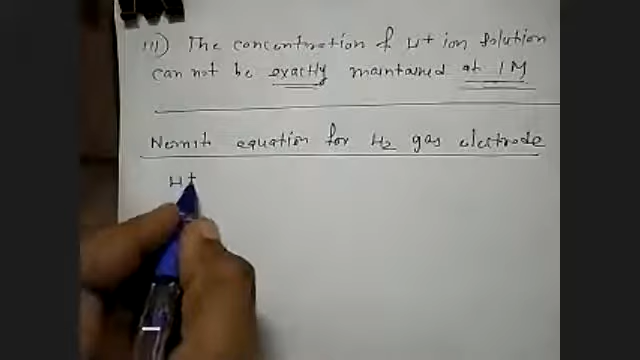 III) The concentration of H+ ion solution
can not be exactly maintained at 1M
Nernst equation for H2 gas electrode
H+